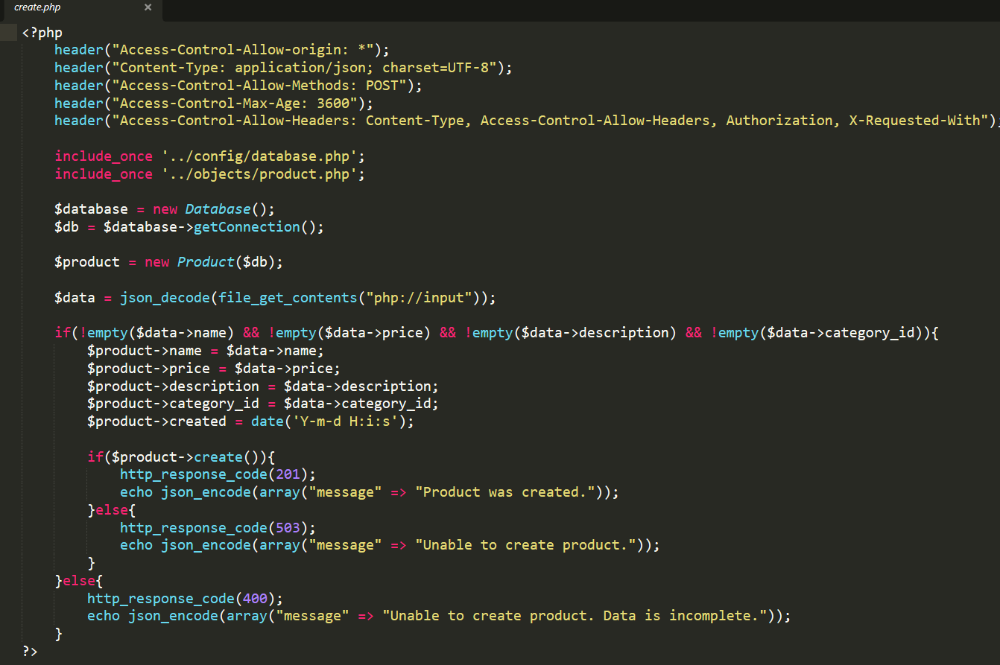 create.php ×
<?php
    header("Access-Control-Allow-origin: *");
    header("Content-Type: application/json; charset=UTF-8");
    header("Access-Control-Allow-Methods: POST");
    header("Access-Control-Max-Age: 3600");
    header("Access-Control-Allow-Headers: Content-Type, Access-Control-Allow-Headers, Authorization, X-Requested-With");

    include_once '../config/database.php';
    include_once '../objects/product.php';

    $database = new Database();
    $db = $database->getConnection();

    $product = new Product($db);

    $data = json_decode(file_get_contents("php://input"));

    if(!empty($data->name) && !empty($data->price) && !empty($data->description) && !empty($data->category_id)){
        $product->name = $data->name;
        $product->price = $data->price;
        $product->description = $data->description;
        $product->category_id = $data->category_id;
        $product->created = date('Y-m-d H:i:s');

        if($product->create()){
            http_response_code(201);
            echo json_encode(array("message" => "Product was created."));
        }else{
            http_response_code(503);
            echo json_encode(array("message" => "Unable to create product."));
        }
    }else{
        http_response_code(400);
        echo json_encode(array("message" => "Unable to create product. Data is incomplete."));
    }
?>